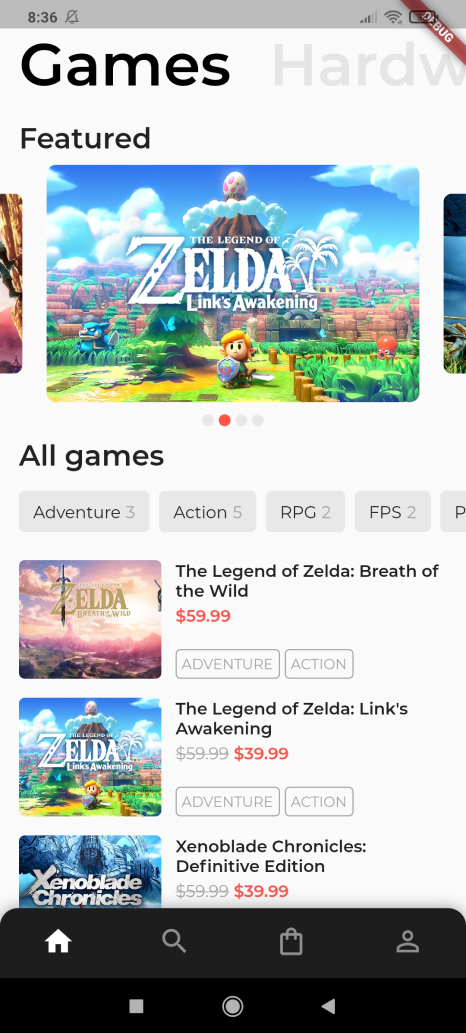 8:36
DEBUG
Games Hardw
Featured
THE LEGEND OF
ZELDA
Link's Awakening
All games
Adventure 3 Action 5 RPG 2 FPS 2 P
ZELDA
BREATH OF THE WILD
The Legend of Zelda: Breath of
the Wild
$59.99
ADVENTURE ACTION
THE LEGEND OF
ZELDA
Link's Awakening
The Legend of Zelda: Link's
Awakening
$59.99 $39.99
ADVENTURE ACTION
Xenoblade
Chronicles
Xenoblade Chronicles:
Definitive Edition
$59.99 $39.99